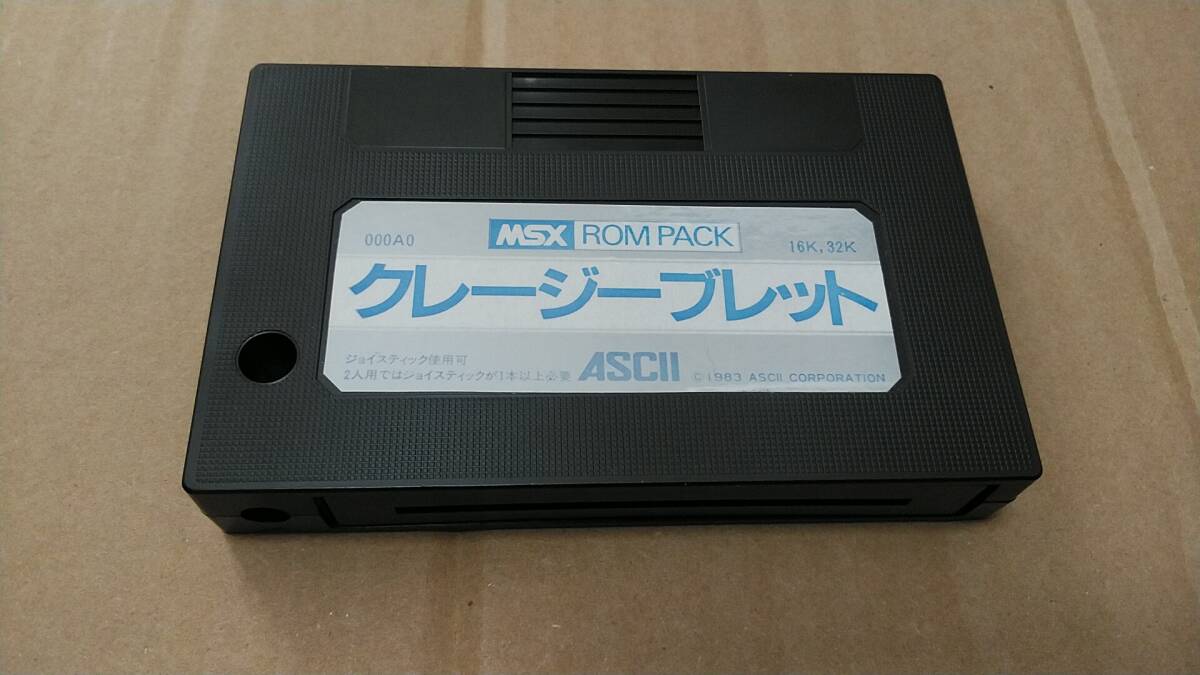 000A0 MSX ROM PACK 16K, 32K
クレージーブレット
ジョイスティック使用可
2人用ではジョイスティックが1本以上必要
ASCII ©1983 ASCII CORPORATION